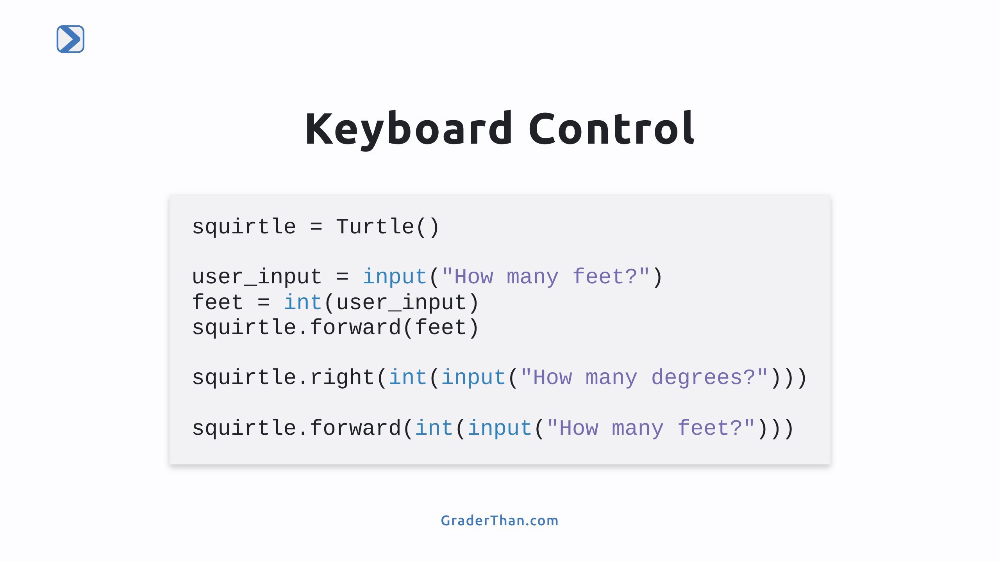 Keyboard Control
squirtle = Turtle()
user_input = input("How many feet?")
feet = int(user_input)
squirtle.forward(feet)
squirtle.right(int(input("How many degrees?")))
squirtle.forward(int(input("How many feet?")))
GraderThan.com